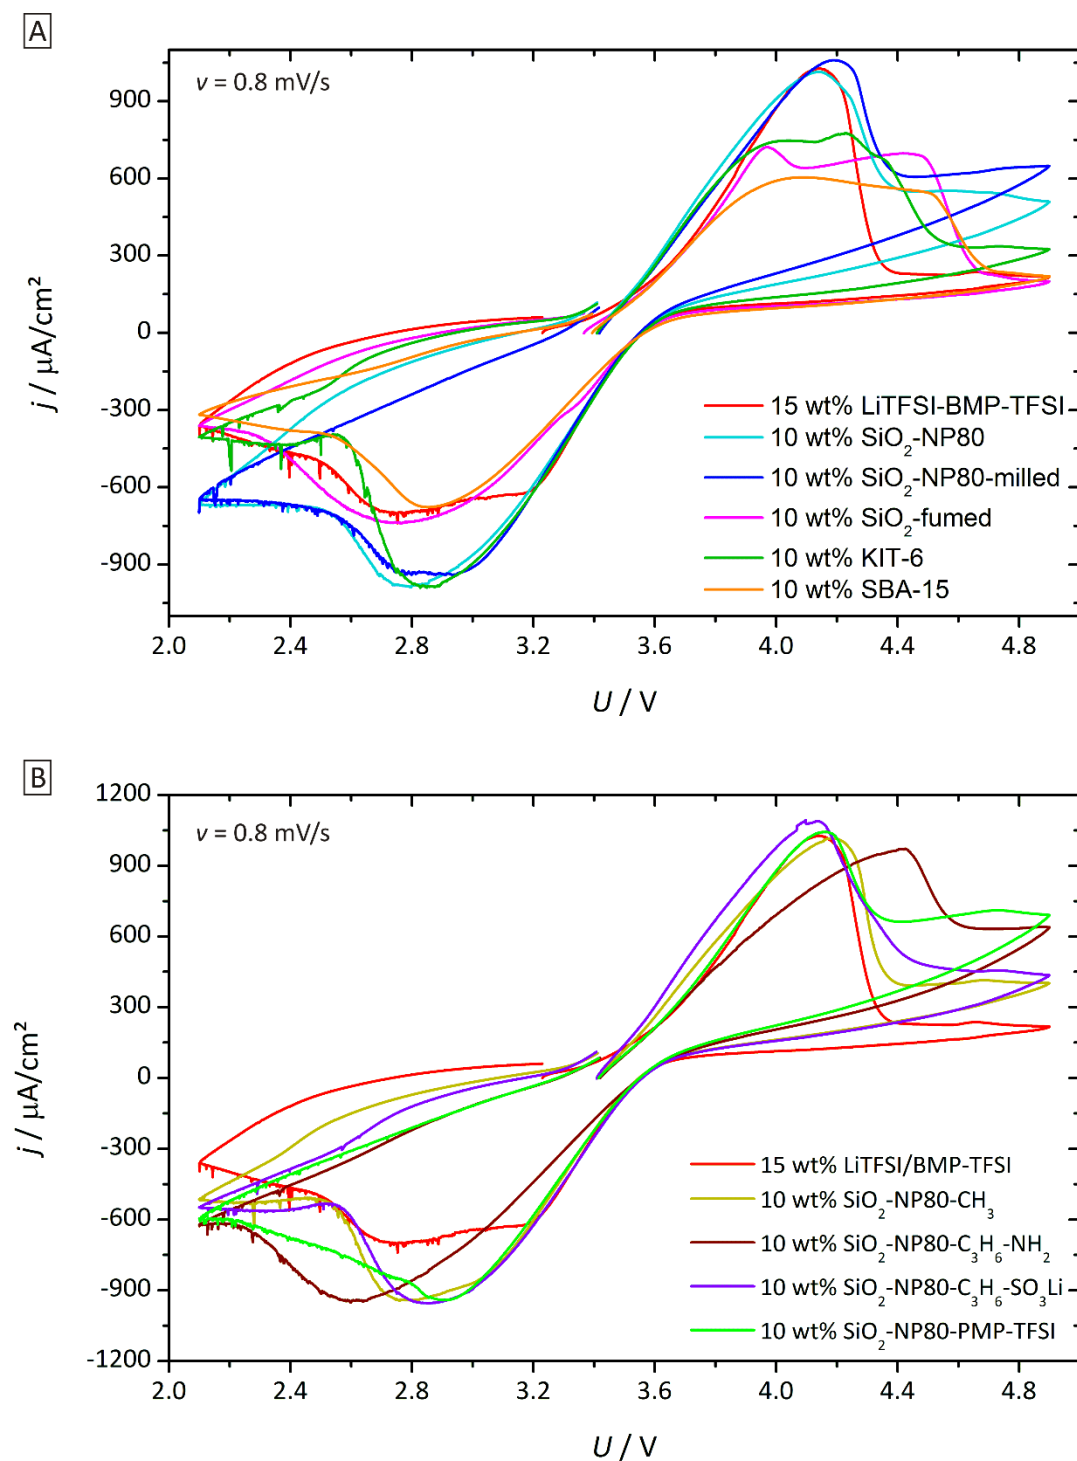 A
v = 0.8 mV/s
900
600
300
0
-300
-600
-900
j / µA/cm²
15 wt% LiTFSI-BMP-TFSI
10 wt% SiO₂-NP80
10 wt% SiO₂-NP80-milled
10 wt% SiO₂-fumed
10 wt% KIT-6
10 wt% SBA-15
2.0 2.4 2.8 3.2 3.6 4.0 4.4 4.8
U / V
B
1200
v = 0.8 mV/s
900
600
300
0
-300
-600
-900
-1200
j / µA/cm²
15 wt% LiTFSI/BMP-TFSI
10 wt% SiO₂-NP80-CH₃
10 wt% SiO₂-NP80-C₃H₆-NH₂
10 wt% SiO₂-NP80-C₃H₆-SO₃Li
10 wt% SiO₂-NP80-PMP-TFSI
2.0 2.4 2.8 3.2 3.6 4.0 4.4 4.8
U / V